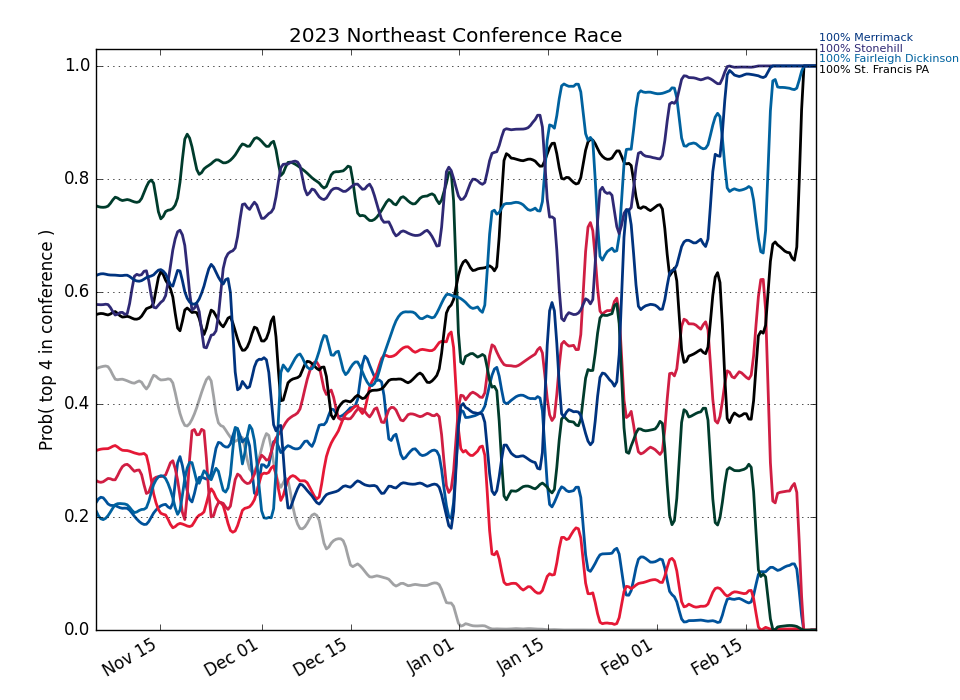 2023 Northeast Conference Race
100% Merrimack
100% Stonehill
100% Fairleigh Dickinson
100% St. Francis PA
Prob( top 4 in conference )
1.0
0.8
0.6
0.4
0.2
0.0
Nov 15
Dec 01
Dec 15
Jan 01
Jan 15
Feb 01
Feb 15